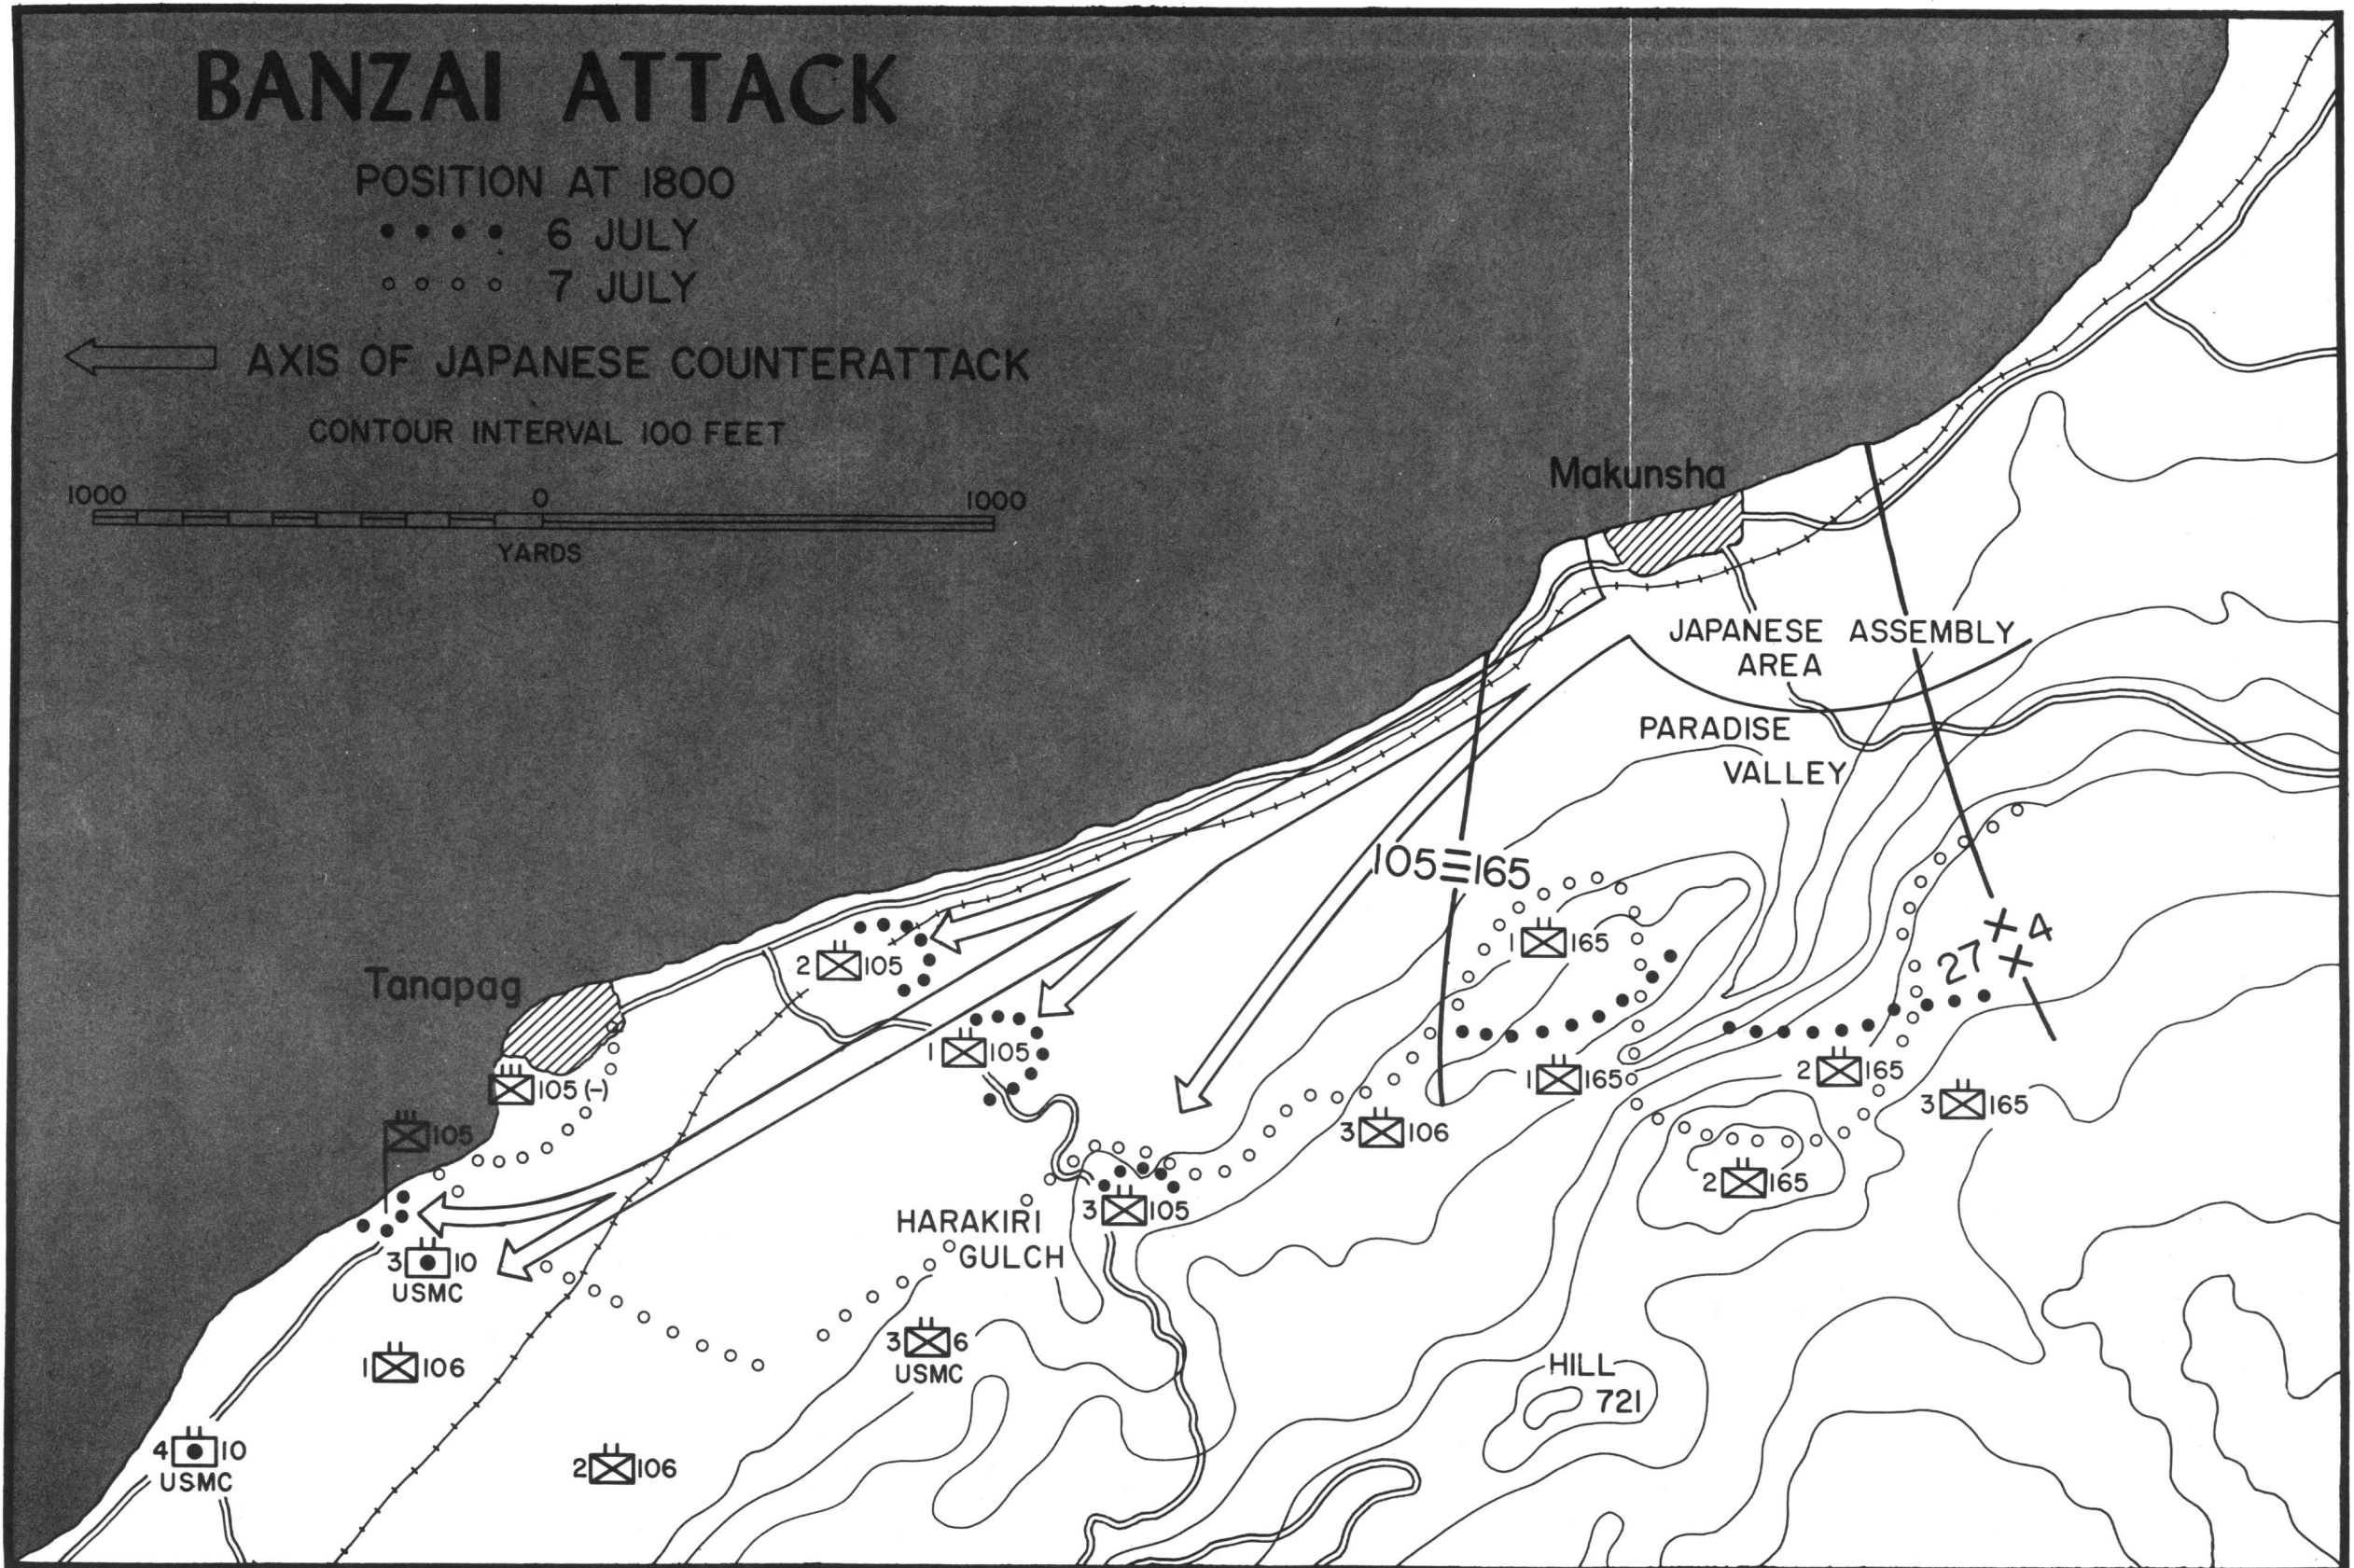 BANZAI ATTACK
POSITION AT 1800
6 JULY
7 JULY
AXIS OF JAPANESE COUNTERATTACK
CONTOUR INTERVAL 100 FEET
1000 0 1000
YARDS
Makunsha
JAPANESE ASSEMBLY
AREA
PARADISE
VALLEY
105 165
1 165
27 4
2 105
Tanapag
1 105
105 (-)
1 165
2 165
3 165
105
3 106
2 165
3 105
HARAKIRI
GULCH
3 10
USMC
3 6
USMC
1 106
HILL
721
4 10
USMC
2 106